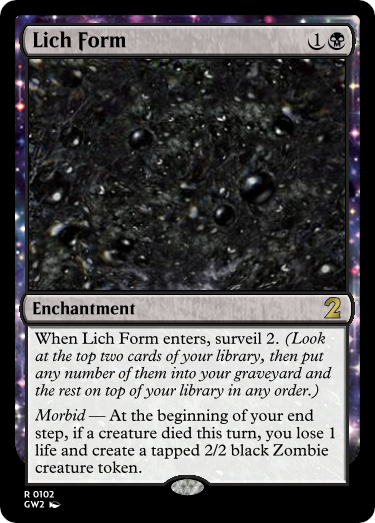 Lich Form 1
Enchantment 2
When Lich Form enters, surveil 2. (Look
at the top two cards of your library, then put
any number of them into your graveyard and
the rest on top of your library in any order.)
Morbid — At the beginning of your end
step, if a creature died this turn, you lose 1
life and create a tapped 2/2 black Zombie
creature token.
R 0102
GW2